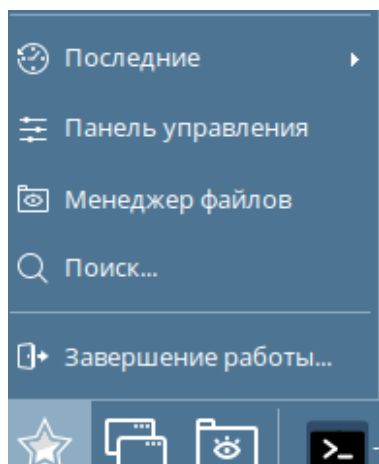 Последние
Панель управления
Менеджер файлов
Поиск...
Завершение работы...